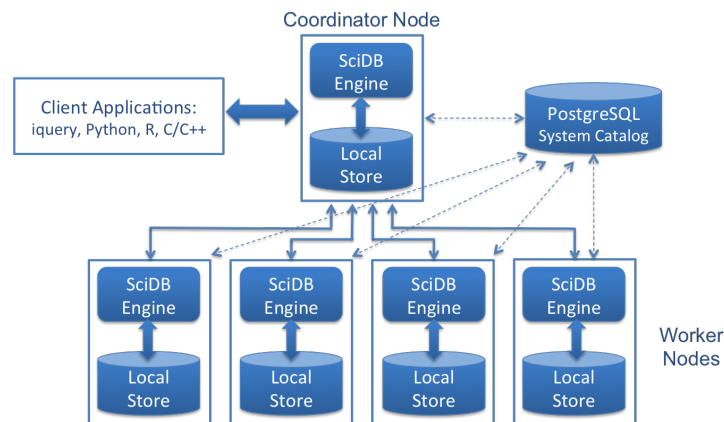 Coordinator Node
SciDB
Engine
Local
Store
Client Applications:
iquery, Python, R, C/C++
PostgreSQL
System Catalog
SciDB
Engine
Local
Store
SciDB
Engine
Local
Store
SciDB
Engine
Local
Store
SciDB
Engine
Local
Store
Worker
Nodes